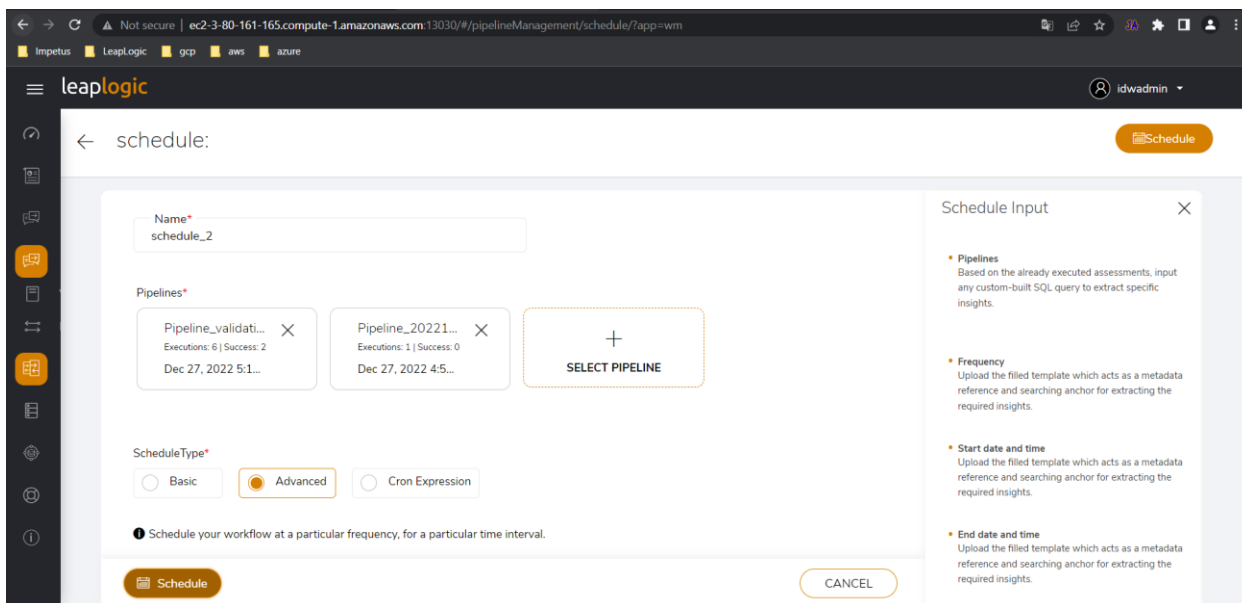 Not secure | ec2-3-80-161-165.compute-1.amazonaws.com:13030/#/pipelineManagement/schedule/?app=wm
Impetus LeapLogic gcp aws azure
leaplogic
idwadmin
schedule:
Schedule
Name*
schedule_2
Pipelines*
Pipeline_validati...
Executions: 6 | Success: 2
Dec 27, 2022 5:1...
Pipeline_20221...
Executions: 1 | Success: 0
Dec 27, 2022 4:5...
SELECT PIPELINE
ScheduleType*
Basic Advanced Cron Expression
Schedule your workflow at a particular frequency, for a particular time interval.
Schedule CANCEL
Schedule Input
Pipelines
Based on the already executed assessments, input
any custom-built SQL query to extract specific
insights.
Frequency
Upload the filled template which acts as a metadata
reference and searching anchor for extracting the
required insights.
Start date and time
Upload the filled template which acts as a metadata
reference and searching anchor for extracting the
required insights.
End date and time
Upload the filled template which acts as a metadata
reference and searching anchor for extracting the
required insights.